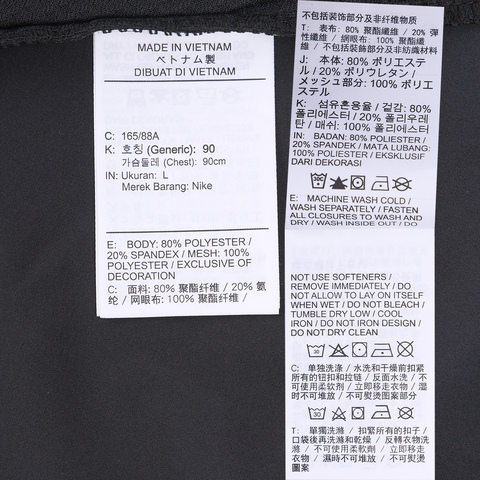 MADE IN VIETNAM
ベトナム製
DIBUAT DI VIETNAM
C: 165/88A
K: 호칭 (Generic): 90
가슴둘레 (Chest): 90cm
IN: Ukuran: L
Merek Barang: Nike
E: BODY: 80% POLYESTER /
20% SPANDEX / MESH: 100%
POLYESTER / EXCLUSIVE OF
DECORATION
C: 面料: 80% 聚酯纤维 / 20% 氨
纶 / 网眼布: 100% 聚酯纤维 /
不包括装饰部分及非纤维物质
T: 表布: 80% 聚酯纖維 / 20% 彈
性纖維 / 網眼布: 100% 聚酯纖維
/ 不包括裝飾部分及非紡織材料
J: 本体: 80% ポリエステル
/ 20% ポリウレタン /
メッシュ部分: 100% ポリエ
ステル
K: 섬유혼용율 / 겉감: 80%
폴리에스터 / 20% 폴리우레
탄 / 매쉬: 100% 폴리에스터
IN: BADAN: 80% POLIESTER /
20% SPANDEKS / MATA LUBANG:
100% POLIESTER / EKSKLUSIF
DARI DEKORASI
E: MACHINE WASH COLD /
WASH SEPARATELY / FASTEN
ALL CLOSURES TO WASH AND
DRY / WASH INSIDE OUT / DO
NOT USE SOFTENERS /
REMOVE IMMEDIATELY / DO
NOT ALLOW TO LAY ON ITSELF
WHEN WET / DO NOT BLEACH /
TUMBLE DRY LOW / COOL
IRON / DO NOT IRON DESIGN /
DO NOT DRY CLEAN
30
C: 单独洗涤 / 水洗和干燥前扣紧
所有的钮扣和拉链 / 反面水洗 /
不可使用柔软剂 / 立即移走衣物 / 湿
时不可堆放 / 不可熨烫图案部分
30
T: 單獨洗滌 / 扣緊所有的扣子 /
口袋後再洗滌和乾燥 / 反轉衣物洗
滌 / 不可使用柔軟劑 / 立即移走
衣物 / 濕時不可堆放 / 不可熨燙
圖案